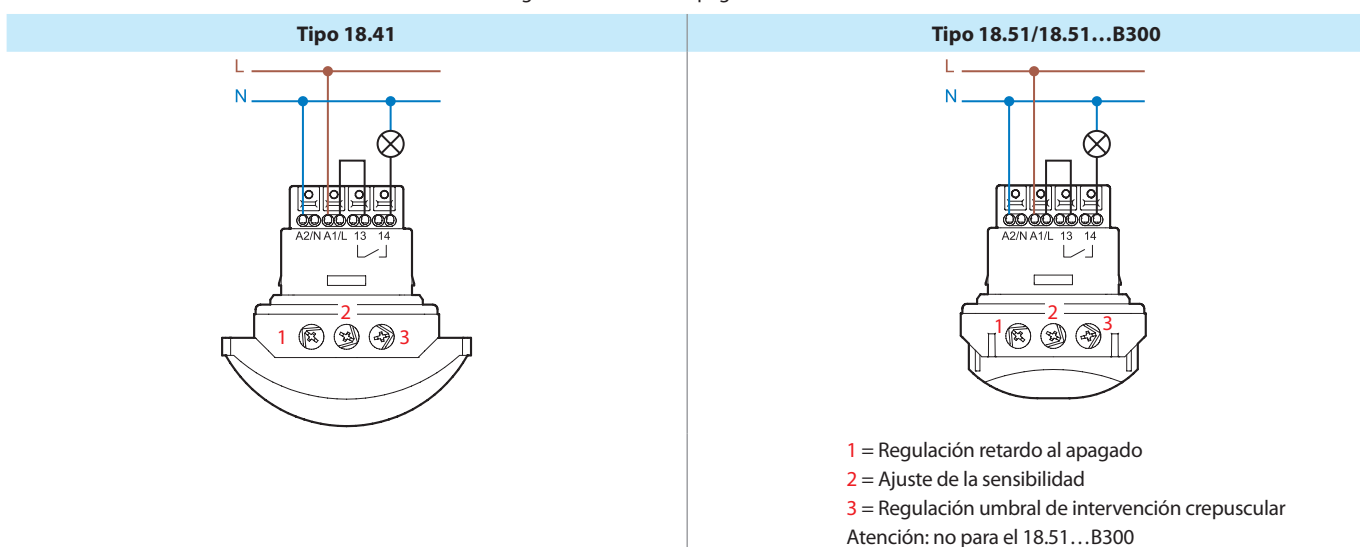 Tipo 18.41
Tipo 18.51/18.51…B300
L
N
A2/N A1/L 13 14
1
2
3
L
N
A2/N A1/L 13 14
1
2
3
1 = Regulación retardo al apagado
2 = Ajuste de la sensibilidad
3 = Regulación umbral de intervención crepuscular
Atención: no para el 18.51…B300